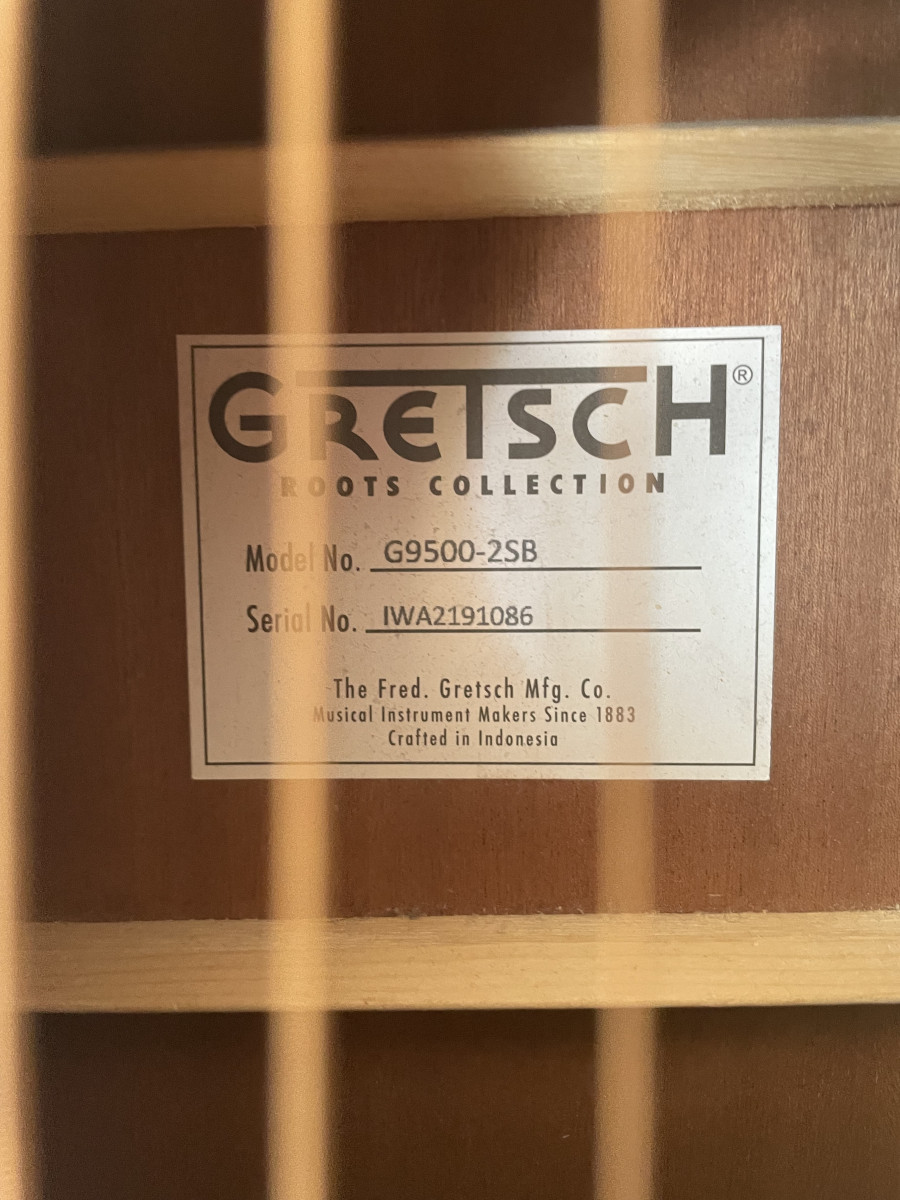 GRETSCH®
ROOTS COLLECTION
Model No. G9500-2SB
Serial No. IWA2191086
The Fred. Gretsch Mfg. Co.
Musical Instrument Makers Since 1883
Crafted in Indonesia